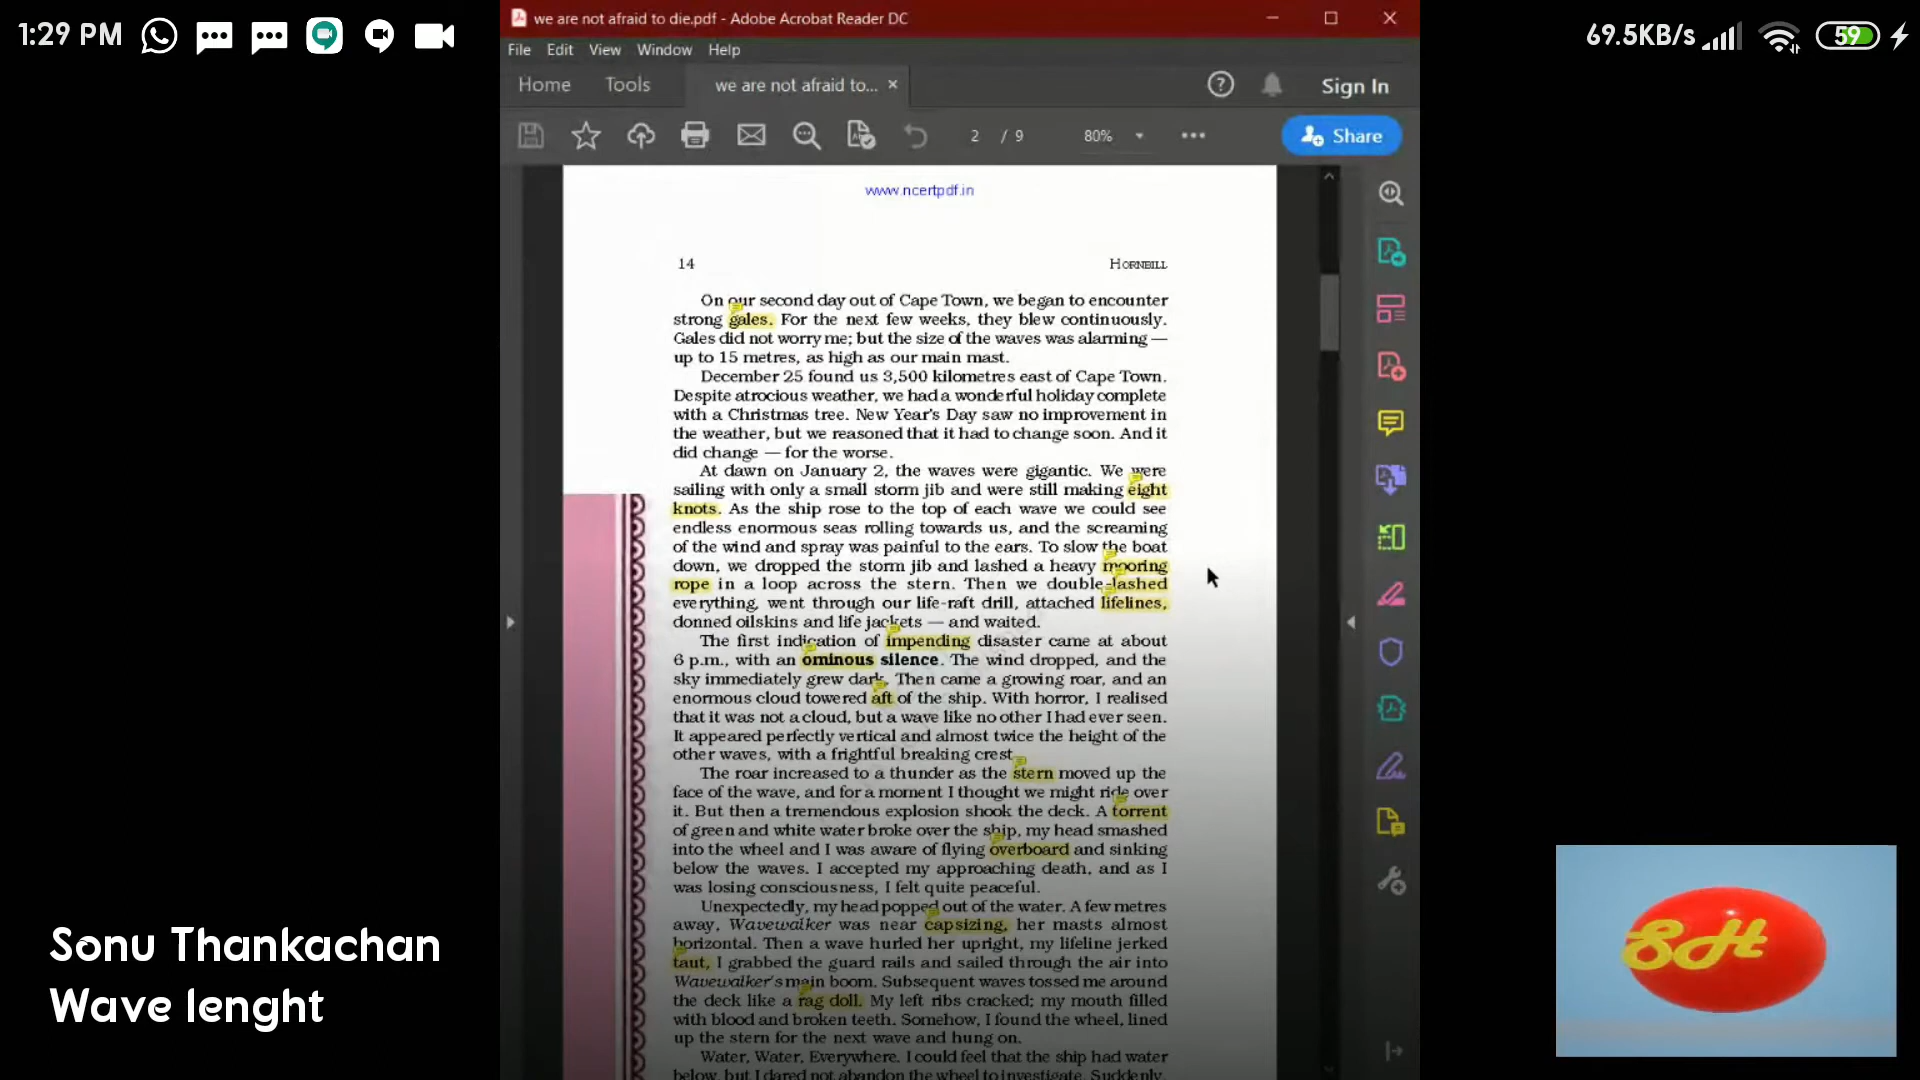 1:29 PM
69.5KB/s
59
we are not afraid to die.pdf - Adobe Acrobat Reader DC
File Edit View Window Help
Home Tools we are not afraid to... × Sign In
2 / 9 80% Share
www.ncertpdf.in
14 HORNBILL
On our second day out of Cape Town, we began to encounter
strong gales. For the next few weeks, they blew continuously.
Gales did not worry me; but the size of the waves was alarming —
up to 15 metres, as high as our main mast.
December 25 found us 3,500 kilometres east of Cape Town.
Despite atrocious weather, we had a wonderful holiday complete
with a Christmas tree. New Year's Day saw no improvement in
the weather, but we reasoned that it had to change soon. And it
did change — for the worse.
At dawn on January 2, the waves were gigantic. We were
sailing with only a small storm jib and were still making eight
knots. As the ship rose to the top of each wave we could see
endless enormous seas rolling towards us, and the screaming
of the wind and spray was painful to the ears. To slow the boat
down, we dropped the storm jib and lashed a heavy mooring
rope in a loop across the stern. Then we double-lashed
everything, went through our life-raft drill, attached lifelines,
donned oilskins and life jackets — and waited.
The first indication of impending disaster came at about
6 p.m., with an ominous silence. The wind dropped, and the
sky immediately grew dark. Then came a growing roar, and an
enormous cloud towered aft of the ship. With horror, I realised
that it was not a cloud, but a wave like no other I had ever seen.
It appeared perfectly vertical and almost twice the height of the
other waves, with a frightful breaking crest.
The roar increased to a thunder as the stern moved up the
face of the wave, and for a moment I thought we might ride over
it. But then a tremendous explosion shook the deck. A torrent
of green and white water broke over the ship, my head smashed
into the wheel and I was aware of flying overboard and sinking
below the waves. I accepted my approaching death, and as I
was losing consciousness, I felt quite peaceful.
Unexpectedly, my head popped out of the water. A few metres
away, Wavewalker was near capsizing, her masts almost
horizontal. Then a wave hurled her upright, my lifeline jerked
taut, I grabbed the guard rails and sailed through the air into
Wavewalker's main boom. Subsequent waves tossed me around
the deck like a rag doll. My left ribs cracked; my mouth filled
with blood and broken teeth. Somehow, I found the wheel, lined
up the stern for the next wave and hung on.
Water, Water, Everywhere. I could feel that the ship had water
below, but I dared not abandon the wheel to investigate. Suddenly,
Sonu Thankachan
Wave lenght
SH